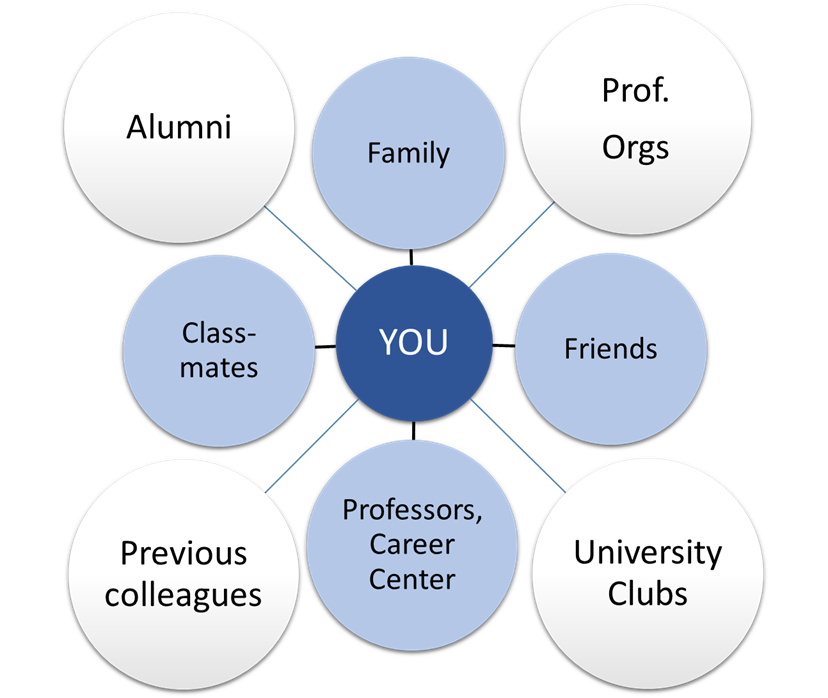 Alumni
Family
Prof.
Orgs
Class-
mates
YOU
Friends
Previous
colleagues
Professors,
Career
Center
University
Clubs